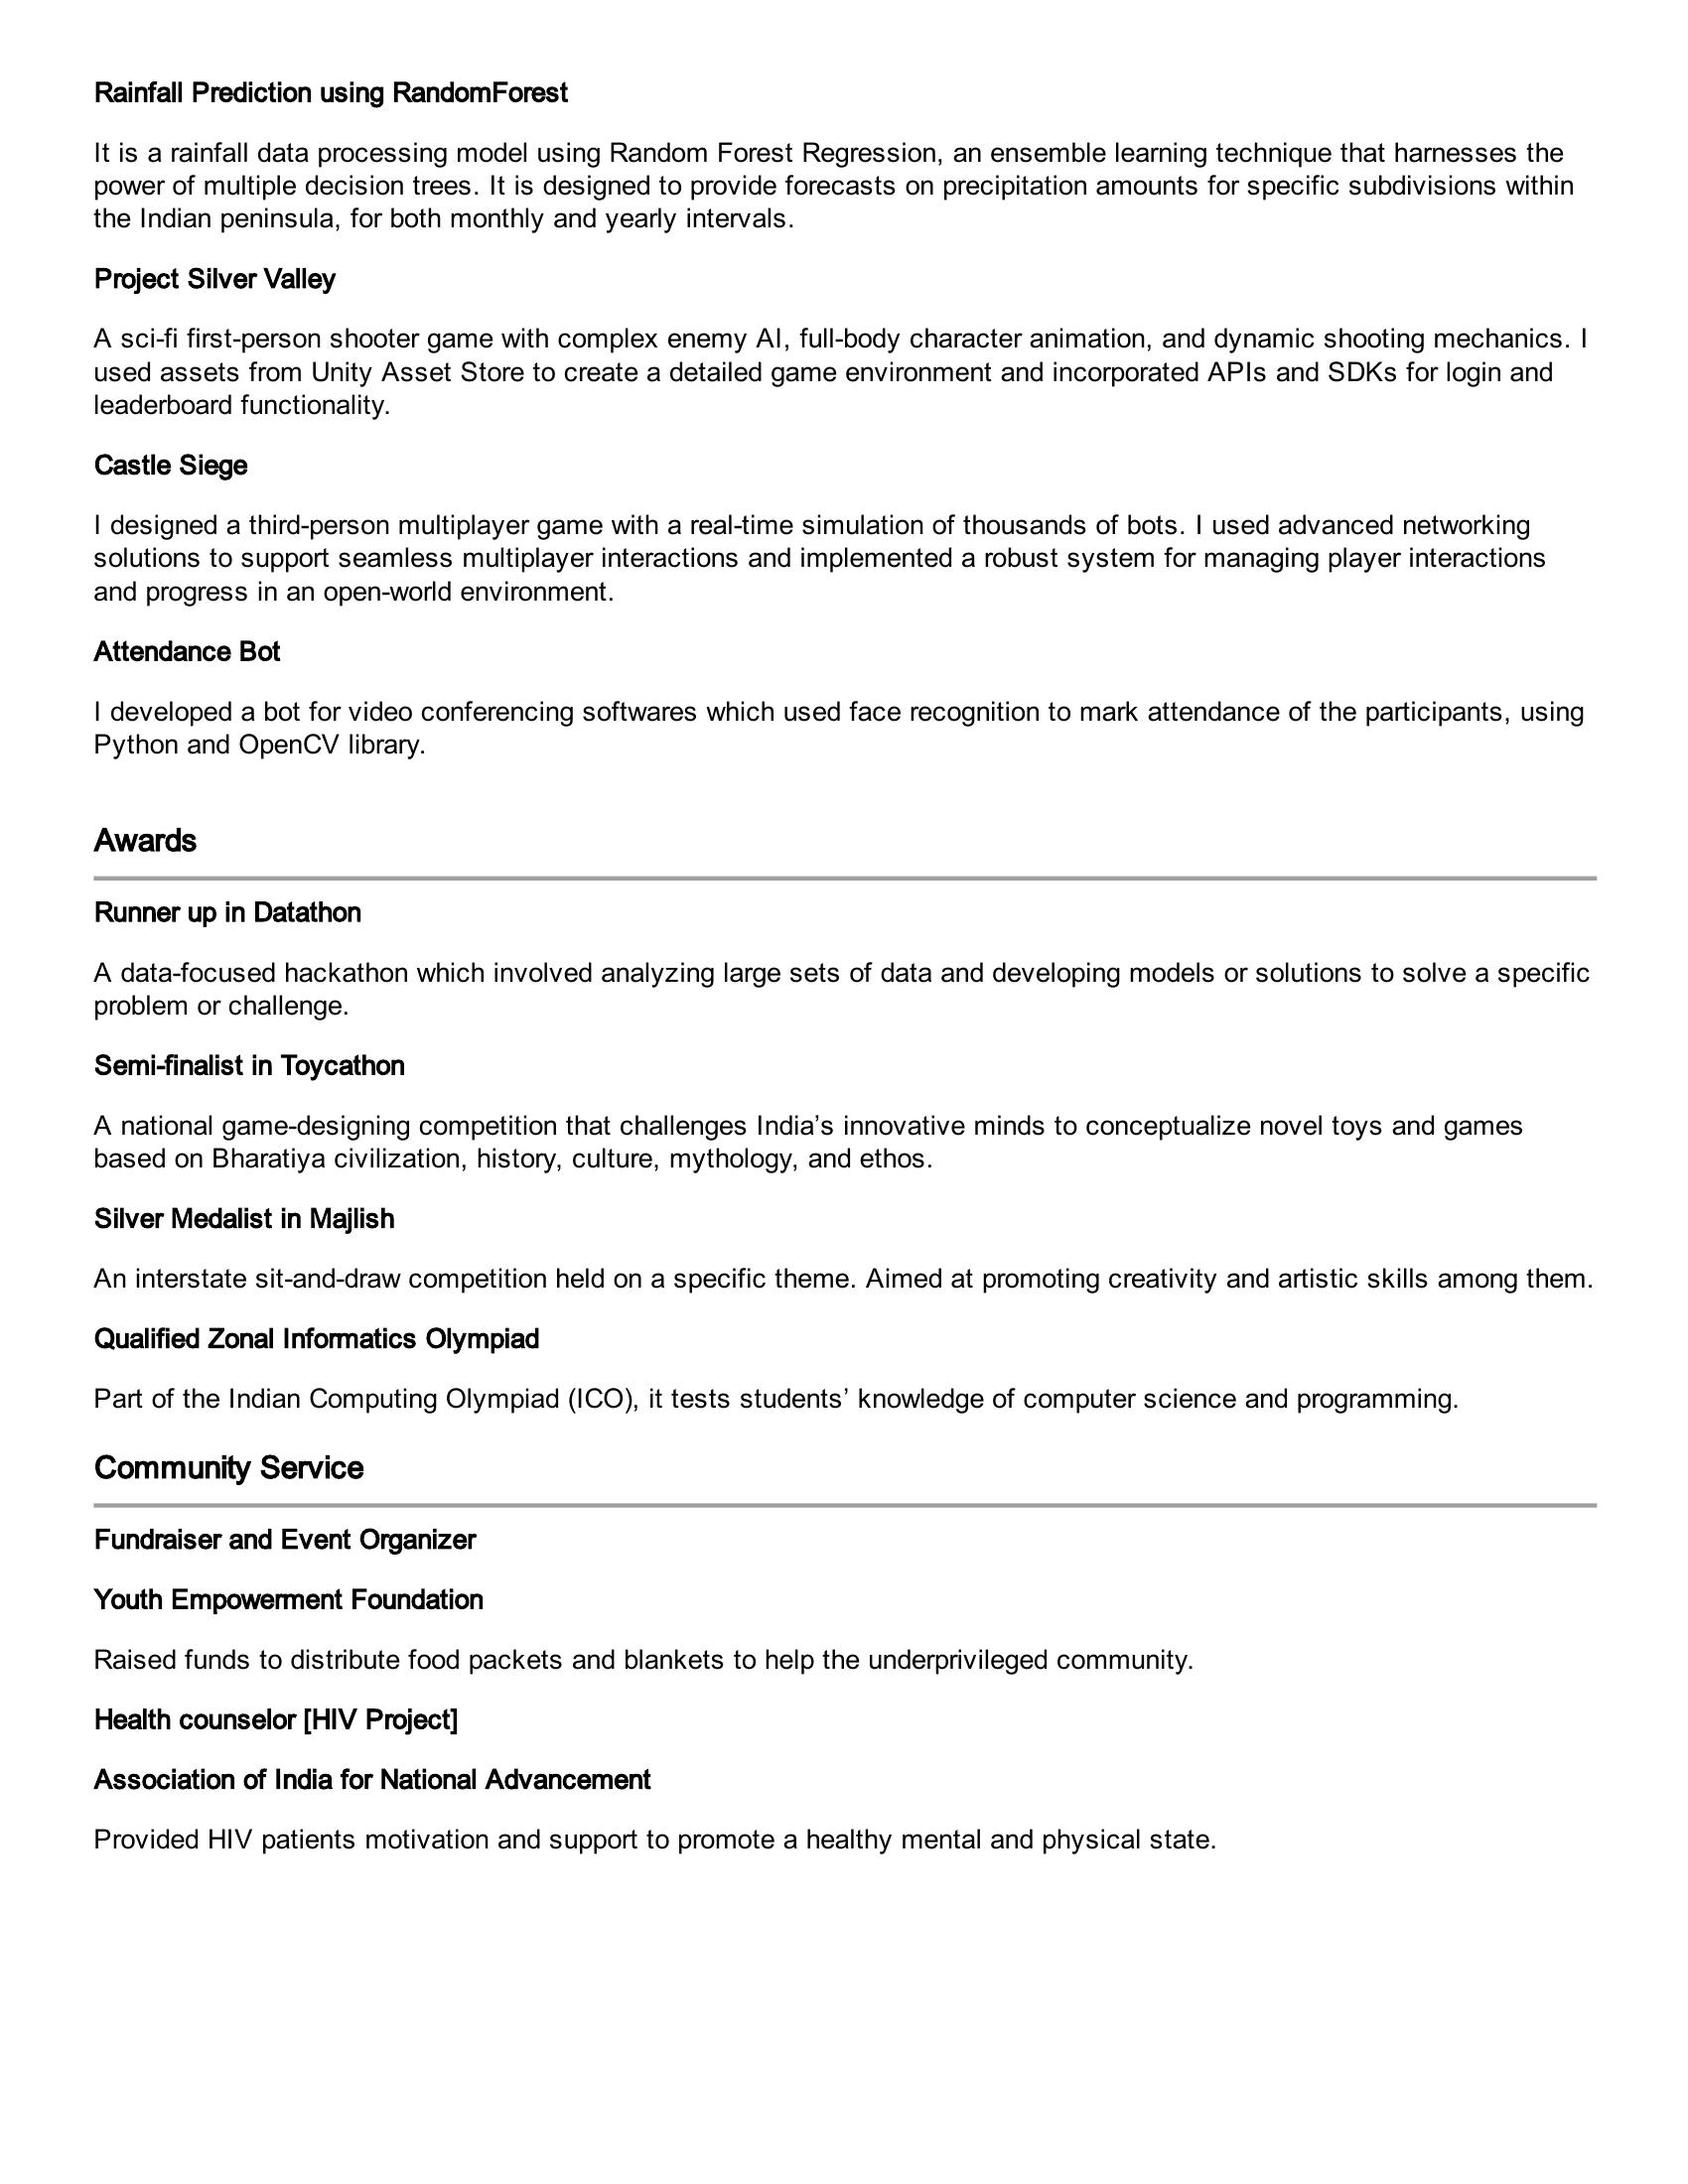 Rainfall Prediction using RandomForest
It is a rainfall data processing model using Random Forest Regression, an ensemble learning technique that harnesses the
power of multiple decision trees. It is designed to provide forecasts on precipitation amounts for specific subdivisions within
the Indian peninsula, for both monthly and yearly intervals.
Project Silver Valley
A sci-fi first-person shooter game with complex enemy AI, full-body character animation, and dynamic shooting mechanics. I
used assets from Unity Asset Store to create a detailed game environment and incorporated APIs and SDKs for login and
leaderboard functionality.
Castle Siege
I designed a third-person multiplayer game with a real-time simulation of thousands of bots. I used advanced networking
solutions to support seamless multiplayer interactions and implemented a robust system for managing player interactions
and progress in an open-world environment.
Attendance Bot
I developed a bot for video conferencing softwares which used face recognition to mark attendance of the participants, using
Python and OpenCV library.
Awards
Runner up in Datathon
A data-focused hackathon which involved analyzing large sets of data and developing models or solutions to solve a specific
problem or challenge.
Semi-finalist in Toycathon
A national game-designing competition that challenges India’s innovative minds to conceptualize novel toys and games
based on Bharatiya civilization, history, culture, mythology, and ethos.
Silver Medalist in Majlish
An interstate sit-and-draw competition held on a specific theme. Aimed at promoting creativity and artistic skills among them.
Qualified Zonal Informatics Olympiad
Part of the Indian Computing Olympiad (ICO), it tests students’ knowledge of computer science and programming.
Community Service
Fundraiser and Event Organizer
Youth Empowerment Foundation
Raised funds to distribute food packets and blankets to help the underprivileged community.
Health counselor [HIV Project]
Association of India for National Advancement
Provided HIV patients motivation and support to promote a healthy mental and physical state.